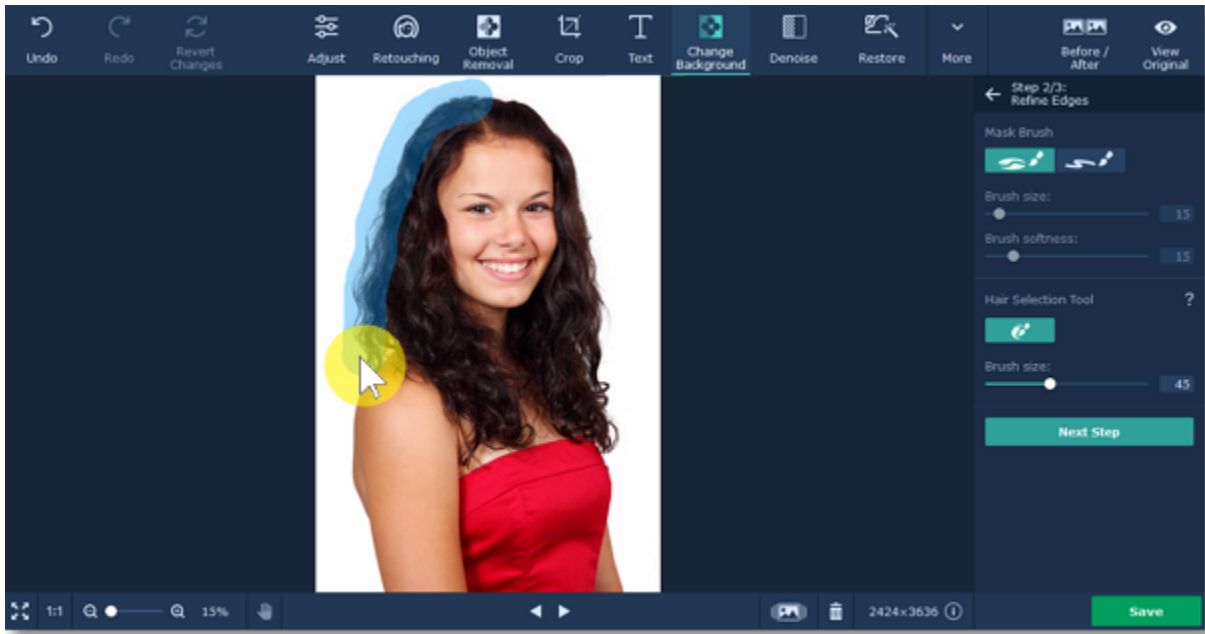 Undo
Redo
Revert
Changes
Adjust
Retouching
Object
Removal
Crop
Text
Change
Background
Denoise
Restore
More
Before /
After
View
Original
Step 2/3:
Refine Edges
Mask Brush
Brush size:
15
Brush softness:
15
Hair Selection Tool
?
Brush size:
45
Next Step
1:1
15%
2424×3636
Save